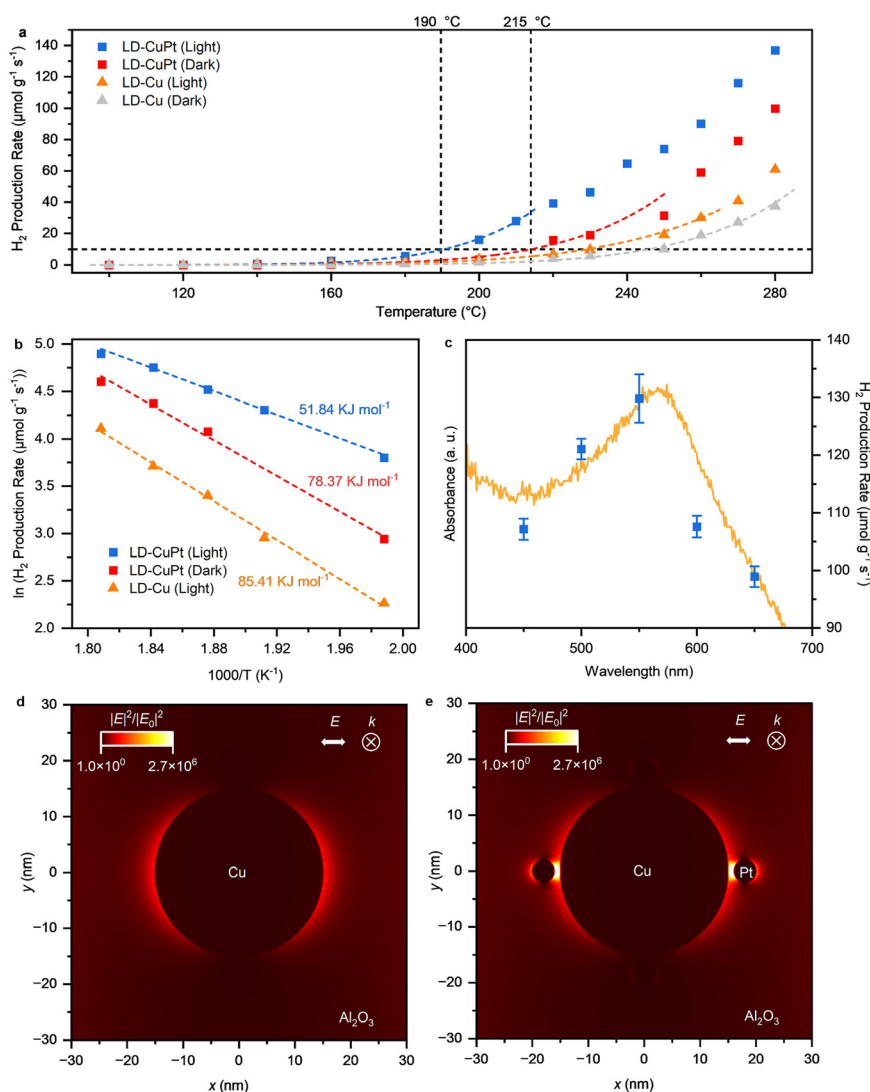 190 °C 215 °C
a
140
120
100
80
60
40
20
0
H₂ Production Rate (μmol g⁻¹ s⁻¹)
LD-CuPt (Light)
LD-CuPt (Dark)
LD-Cu (Light)
LD-Cu (Dark)
120 160 200 240 280
Temperature (°C)
b
5.0
4.5
4.0
3.75
3.25
3.0
2.75
2.5
2.25
2.0
ln (H₂ Production Rate (μmol g⁻¹ s⁻¹))
51.84 KJ mol⁻¹
78.37 KJ mol⁻¹
85.41 KJ mol⁻¹
LD-CuPt (Light)
LD-CuPt (Dark)
LD-Cu (Light)
1.80 1.84 1.88 1.92 1.96 2.00
1000/T (K⁻¹)
c
Absorbance (a. u.)
140
130
120
110
100
90
H₂ Production Rate (μmol g⁻¹ s⁻¹)
400 500 600 700
Wavelength (nm)
d
30
20
10
0
−10
−20
−30
y (nm)
|E|²/|E₀|²
1.0×10⁰ 2.7×10⁶
E k
Cu
Al₂O₃
−30 −20 −10 0 10 20 30
x (nm)
e
30
20
10
0
−10
−20
−30
y (nm)
|E|²/|E₀|²
1.0×10⁰ 2.7×10⁶
E k
Cu
Pt
Al₂O₃
−30 −20 −10 0 10 20 30
x (nm)